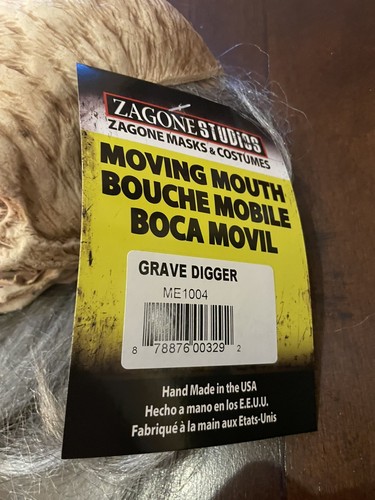 ZAGONE STUDIOS
ZAGONE MASKS & COSTUMES
MOVING MOUTH
BOUCHE MOBILE
BOCA MOVIL
GRAVE DIGGER
ME1004
8 78876 00329 2
Hand Made in the USA
Hecho a mano en los E.E.U.U.
Fabriqué à la main aux Etats-Unis